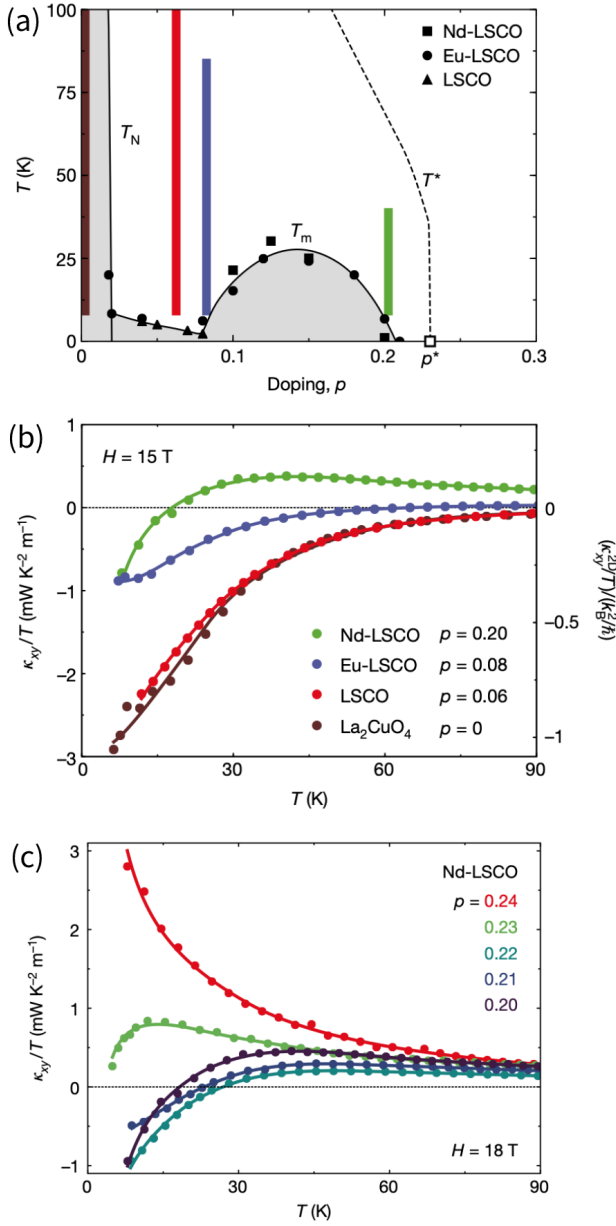 (a)
100
75
50
25
0
T (K)
T_N
T_m
T*
p*
■ Nd-LSCO
● Eu-LSCO
▲ LSCO
0 0.1 0.2 0.3
Doping, p
(b)
H = 15 T
1
0
−1
−2
−3
κ_xy/T (mW K⁻² m⁻¹)
0
−0.5
−1
(κ_xy^2D/T)/(k_B²/ħ)
Nd-LSCO p = 0.20
Eu-LSCO p = 0.08
LSCO p = 0.06
La₂CuO₄ p = 0
0 30 60 90
T (K)
(c)
Nd-LSCO
p = 0.24
0.23
0.22
0.21
0.20
3
2
1
0
−1
κ_xy/T (mW K⁻² m⁻¹)
H = 18 T
0 30 60 90
T (K)